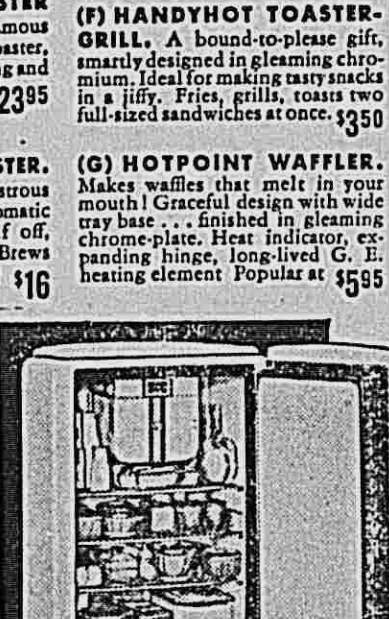 STER
amous
oaster,
ng and
2395
STER.
strous
omatic
f off,
Brews
$16
(F) HANDYHOT TOASTER-
GRILL. A bound-to-please gift,
smartly designed in gleaming chro-
mium. Ideal for making tasty snacks
in a jiffy. Fries, grills, toasts two
full-sized sandwiches at once. $350
(G) HOTPOINT WAFFLER.
Makes waffles that melt in your
mouth! Graceful design with wide
tray base . . . finished in gleaming
chrome-plate. Heat indicator, ex-
panding hinge, long-lived G. E.
heating element Popular at $595